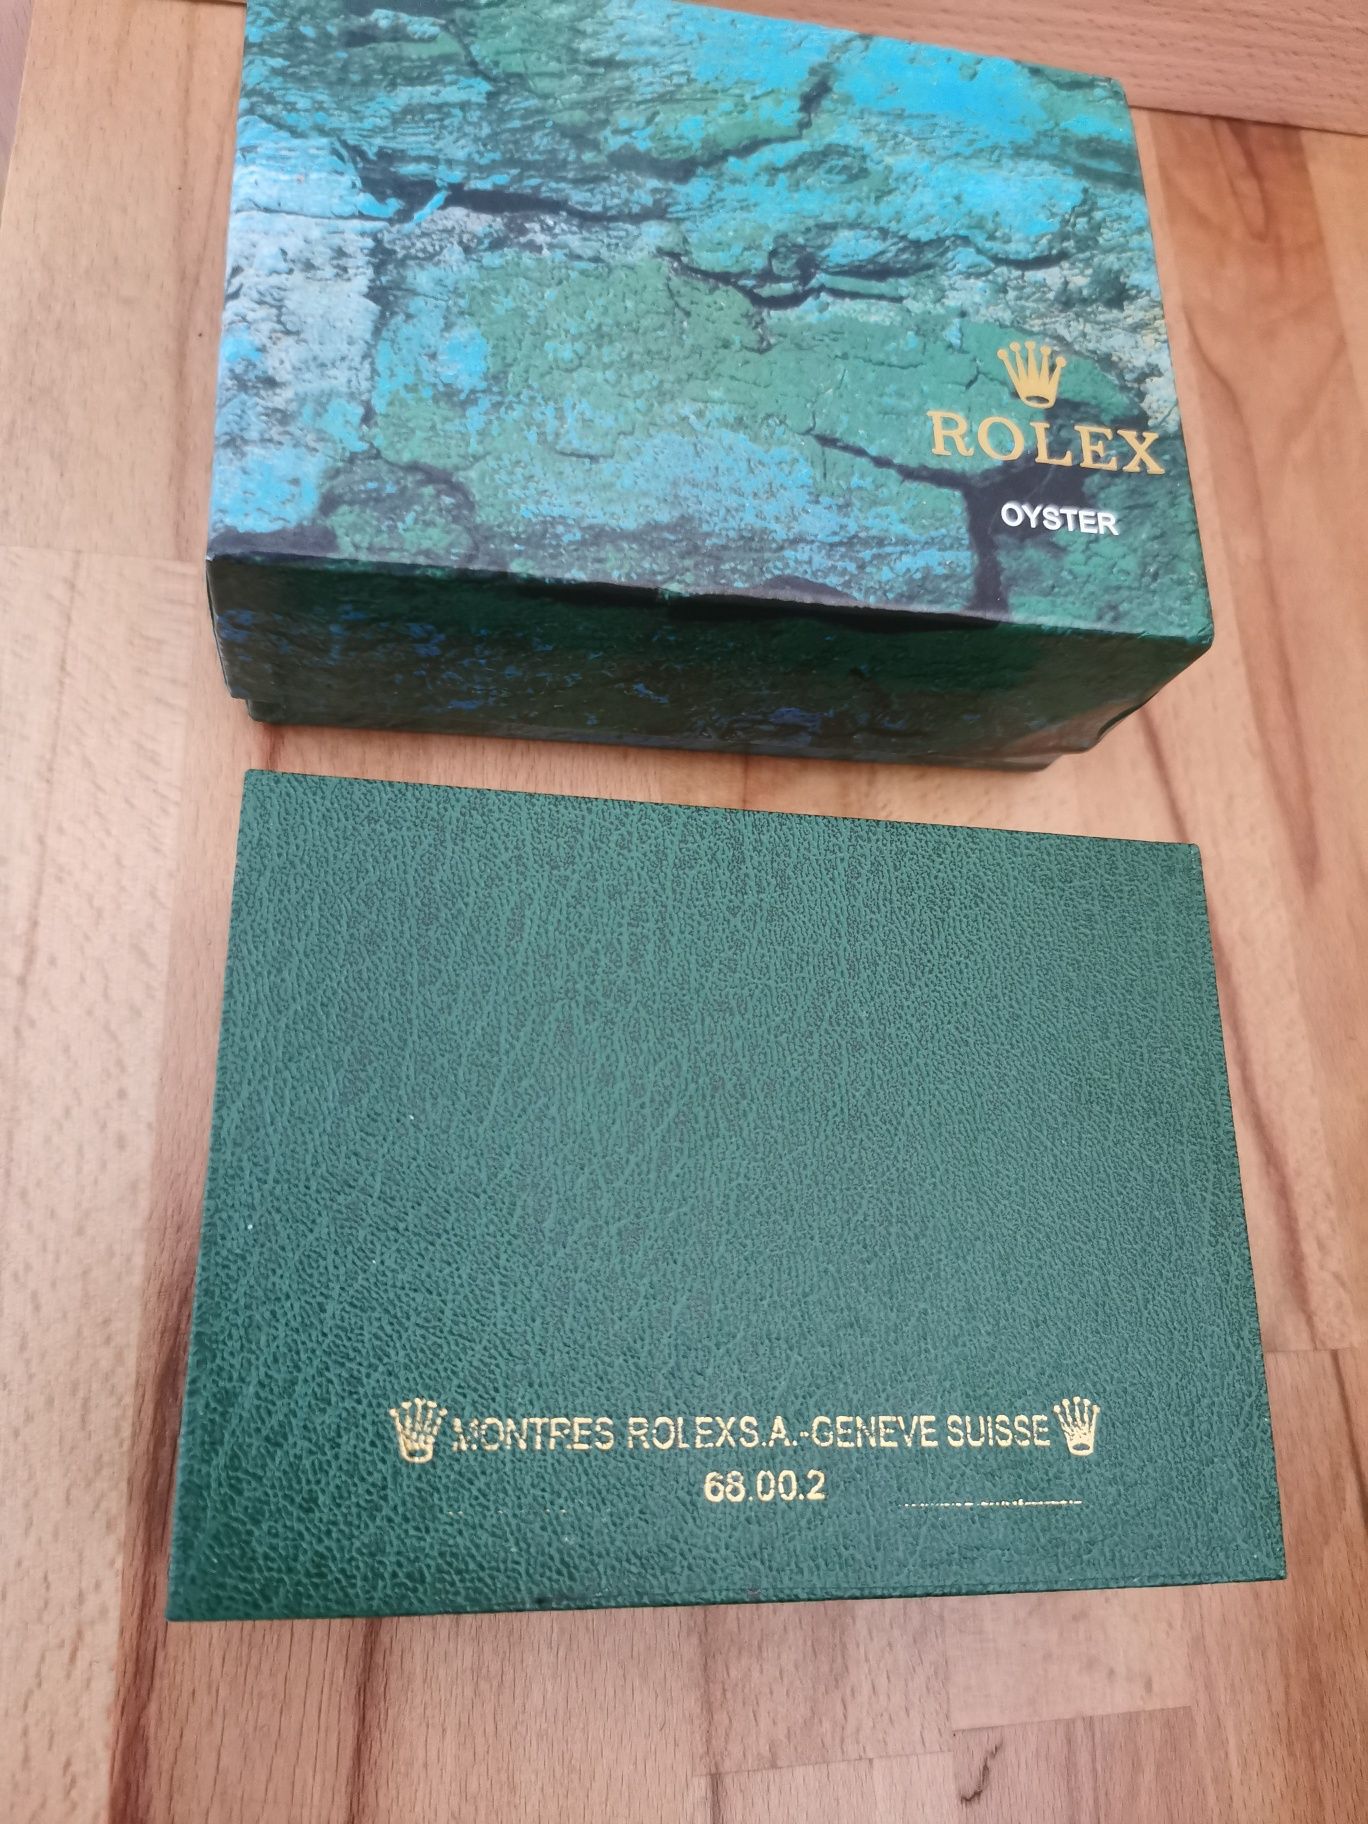 ROLEX
OYSTER
MONTRES ROLEXS.A.-GENEVE SUISSE
68.00.2